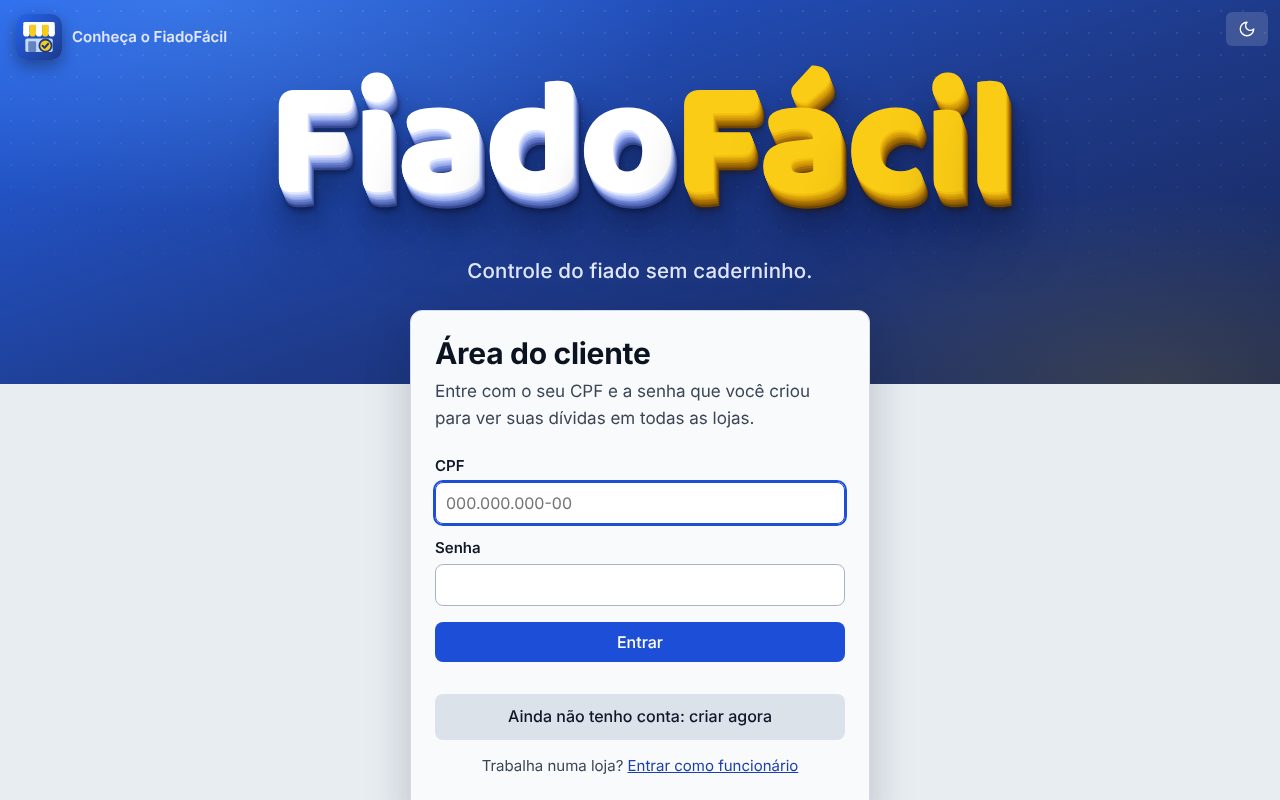 Conheça o FiadoFácil
FiadoFácil
Controle do fiado sem caderninho.
Área do cliente
Entre com o seu CPF e a senha que você criou
para ver suas dívidas em todas as lojas.
CPF
000.000.000-00
Senha
Entrar
Ainda não tenho conta: criar agora
Trabalha numa loja? Entrar como funcionário